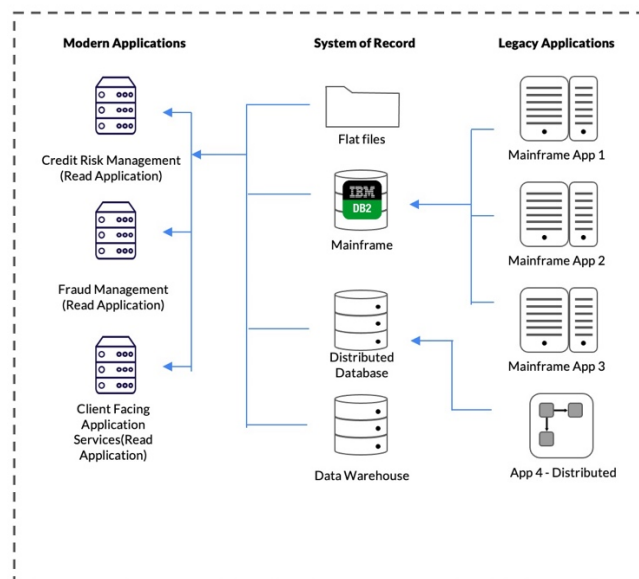 Modern Applications
System of Record
Legacy Applications
Flat files
Mainframe App 1
Credit Risk Management
(Read Application)
IBM
DB2
Mainframe
Mainframe App 2
Fraud Management
(Read Application)
Distributed
Database
Mainframe App 3
Client Facing
Application
Services(Read
Application)
Data Warehouse
App 4 - Distributed